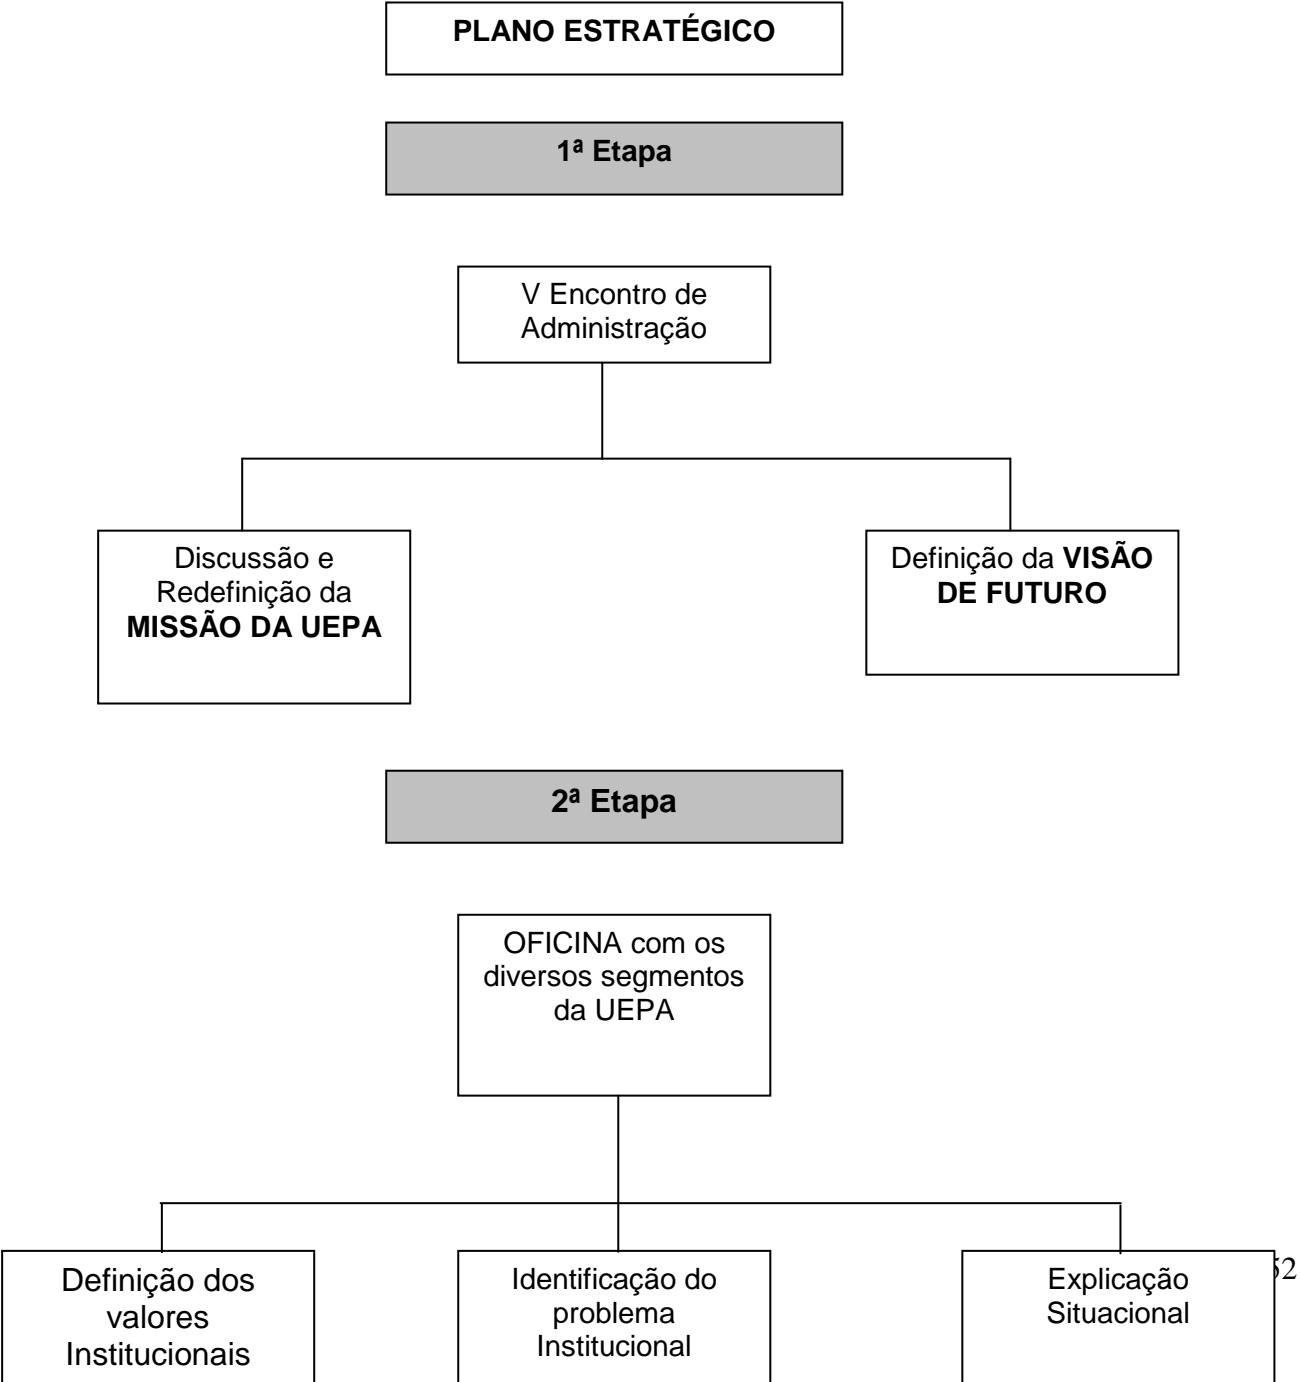 PLANO ESTRATÉGICO
1ª Etapa
V Encontro de
Administração
Discussão e
Redefinição da
MISSÃO DA UEPA
Definição da VISÃO
DE FUTURO
2ª Etapa
OFICINA com os
diversos segmentos
da UEPA
Definição dos
valores
Institucionais
Identificação do
problema
Institucional
Explicação
Situacional